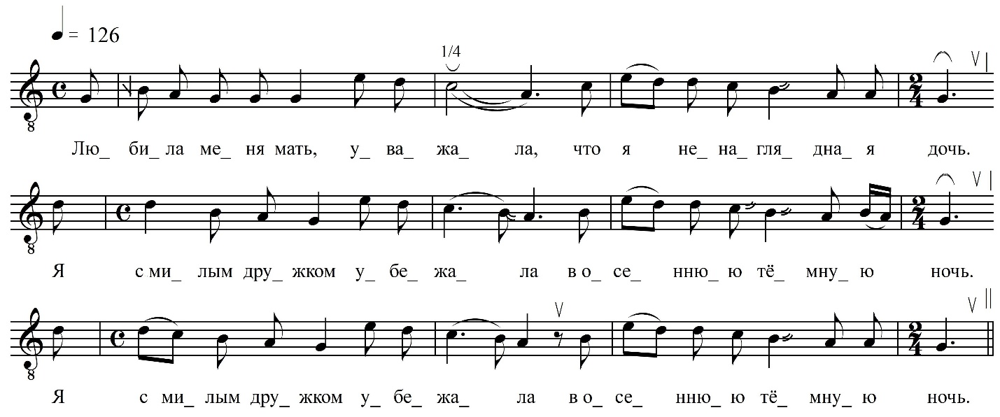 = 126
1/4
Лю_ би_ ла ме_ ня мать, у_ ва_ жа_ ла, что я не_ на_ гля_ дна_ я дочь.
Я с ми_ лым дру_ жком у_ бе_ жа_ ла в о_ се_ нню_ ю тё_ мну_ ю ночь.
Я с ми_ лым дру_ жком у_ бе_ жа_ ла в о_ се_ нню_ ю тё_ мну_ ю ночь.